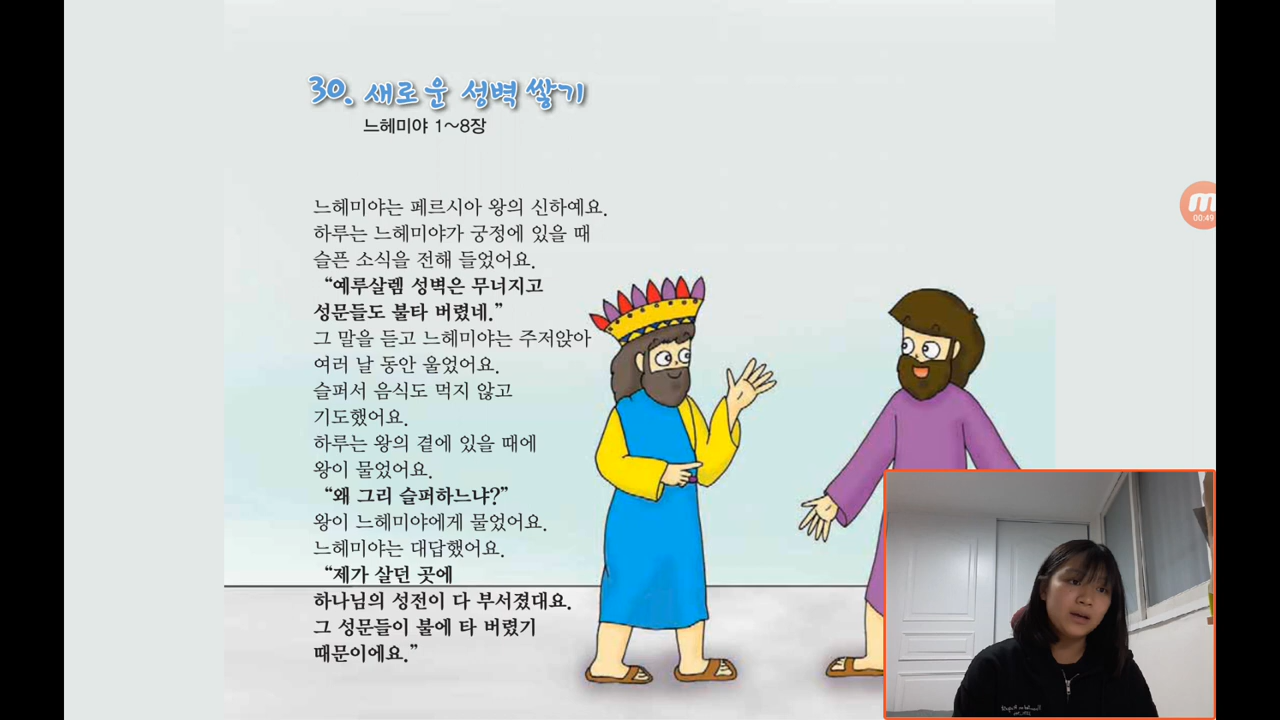 30. 새로운 성벽 쌓기
느헤미야 1~8장
느헤미야는 페르시아 왕의 신하예요.
하루는 느헤미야가 궁정에 있을 때
슬픈 소식을 전해 들었어요.
“예루살렘 성벽은 무너지고
성문들도 불타 버렸네.”
그 말을 듣고 느헤미야는 주저앉아
여러 날 동안 울었어요.
슬퍼서 음식도 먹지 않고
기도했어요.
하루는 왕의 곁에 있을 때에
왕이 물었어요.
“왜 그리 슬퍼하느냐?”
왕이 느헤미야에게 물었어요.
느헤미야는 대답했어요.
“제가 살던 곳에
하나님의 성전이 다 부서졌대요.
그 성문들이 불에 타 버렸기
때문이에요.”
m
00:49